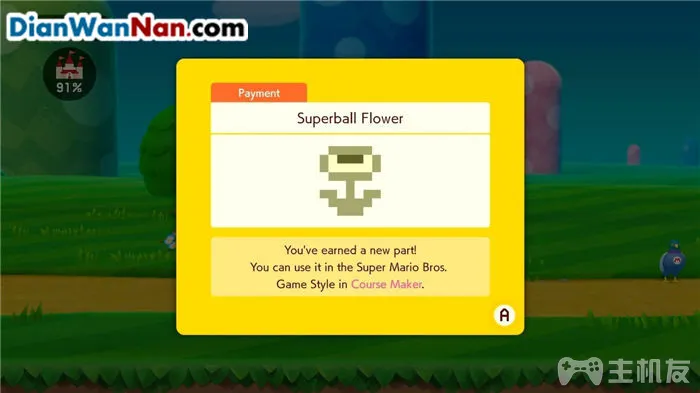 DianWanNan.com
91%
Payment
Superball Flower
You've earned a new part!
You can use it in the Super Mario Bros.
Game Style in Course Maker.
A
主机友